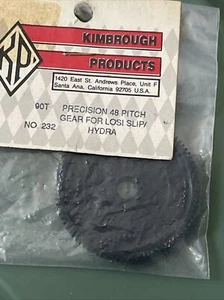 KP
KIMBROUGH
PRODUCTS
1420 East St. Andrews Place, Unit F
Santa Ana, California 92705 U.S.A.
90T PRECISION 48 PITCH
GEAR FOR LOSI SLIP/
NO. 232 HYDRA